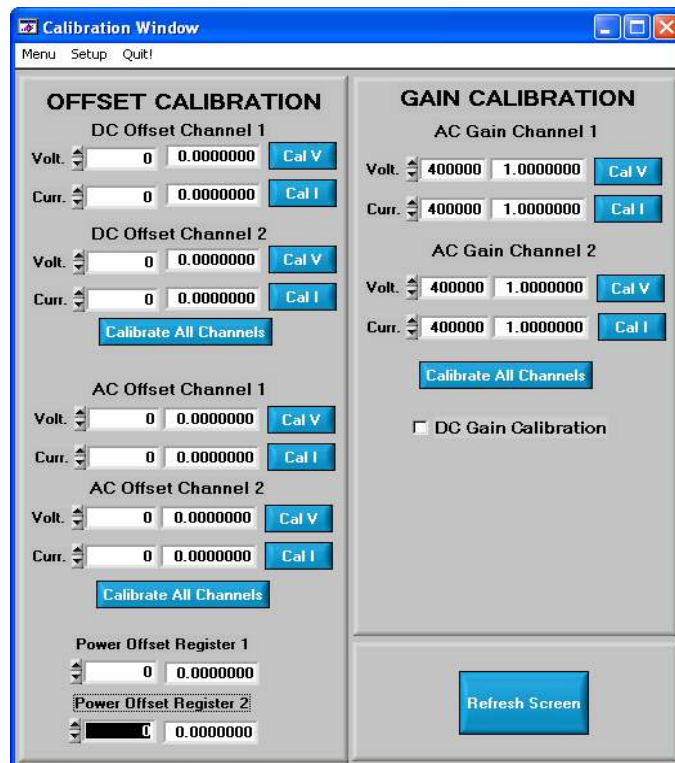 Calibration Window
Menu Setup Quit!
OFFSET CALIBRATION
DC Offset Channel 1
Volt. 0 0.0000000 Cal V
Curr. 0 0.0000000 Cal I
DC Offset Channel 2
Volt. 0 0.0000000 Cal V
Curr. 0 0.0000000 Cal I
Calibrate All Channels
AC Offset Channel 1
Volt. 0 0.0000000 Cal V
Curr. 0 0.0000000 Cal I
AC Offset Channel 2
Volt. 0 0.0000000 Cal V
Curr. 0 0.0000000 Cal I
Calibrate All Channels
Power Offset Register 1
0 0.0000000
Power Offset Register 2
0 0.0000000
GAIN CALIBRATION
AC Gain Channel 1
Volt. 400000 1.0000000 Cal V
Curr. 400000 1.0000000 Cal I
AC Gain Channel 2
Volt. 400000 1.0000000 Cal V
Curr. 400000 1.0000000 Cal I
Calibrate All Channels
DC Gain Calibration
Refresh Screen